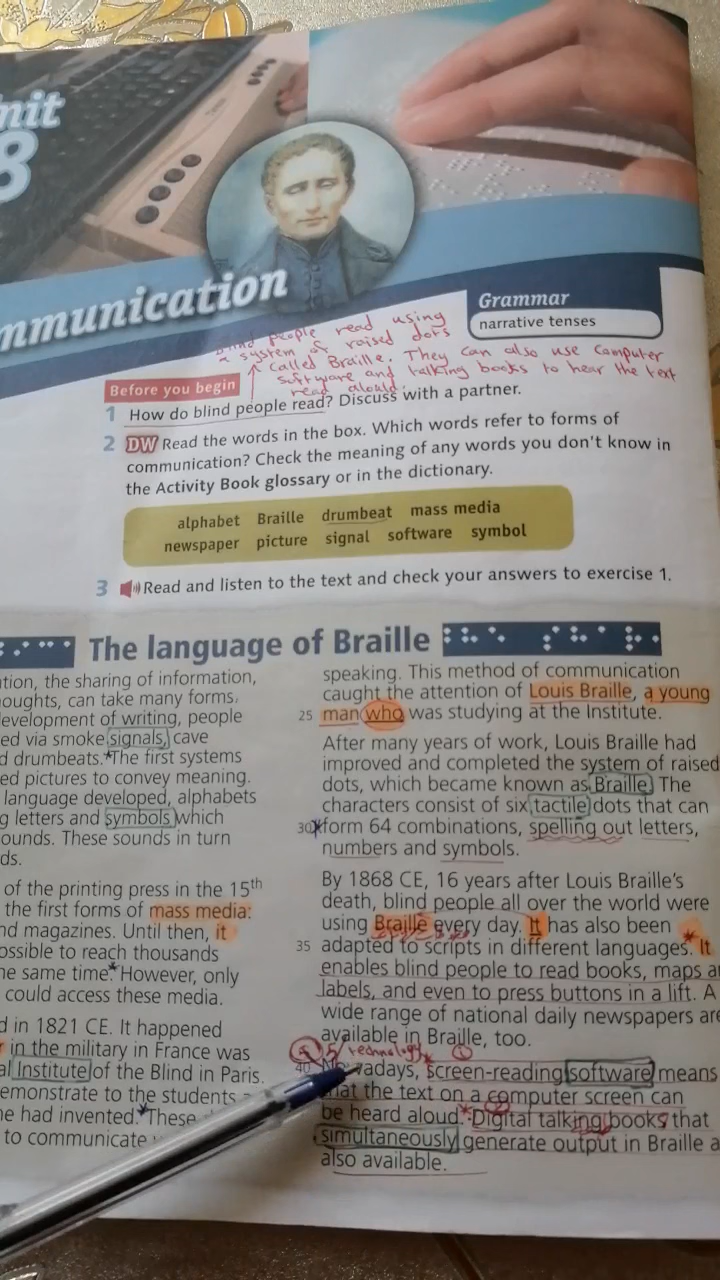 nit
8
mmunication
Grammar
narrative tenses
Blind people read using
a system of raised dots
called Braille. They can also use computer
software and talking books to hear the text
read aloud.
Before you begin
1 How do blind people read? Discuss with a partner.
2 DW Read the words in the box. Which words refer to forms of
communication? Check the meaning of any words you don't know in
the Activity Book glossary or in the dictionary.
alphabet Braille drumbeat mass media
newspaper picture signal software symbol
3 Read and listen to the text and check your answers to exercise 1.
The language of Braille
tion, the sharing of information,
oughts, can take many forms.
evelopment of writing, people
ed via smoke signals, cave
d drumbeats. The first systems
ed pictures to convey meaning.
language developed, alphabets
g letters and symbols which
ounds. These sounds in turn
ds.
of the printing press in the 15th
the first forms of mass media:
nd magazines. Until then, it
ossible to reach thousands
he same time. However, only
could access these media.
d in 1821 CE. It happened
r in the military in France was
al Institute of the Blind in Paris.
emonstrate to the students
he had invented. These
to communicate
speaking. This method of communication
caught the attention of Louis Braille, a young
25 man who was studying at the Institute.
After many years of work, Louis Braille had
improved and completed the system of raised
dots, which became known as Braille. The
characters consist of six tactile dots that can
30 form 64 combinations, spelling out letters,
numbers and symbols.
By 1868 CE, 16 years after Louis Braille's
death, blind people all over the world were
using Braille every day. It has also been
35 adapted to scripts in different languages. It
enables blind people to read books, maps a
labels, and even to press buttons in a lift. A
wide range of national daily newspapers are
available in Braille, too.
5/technology
40 Nowadays, screen-reading software means
that the text on a computer screen can
be heard aloud. Digital talking books that
simultaneously generate output in Braille a
also available.